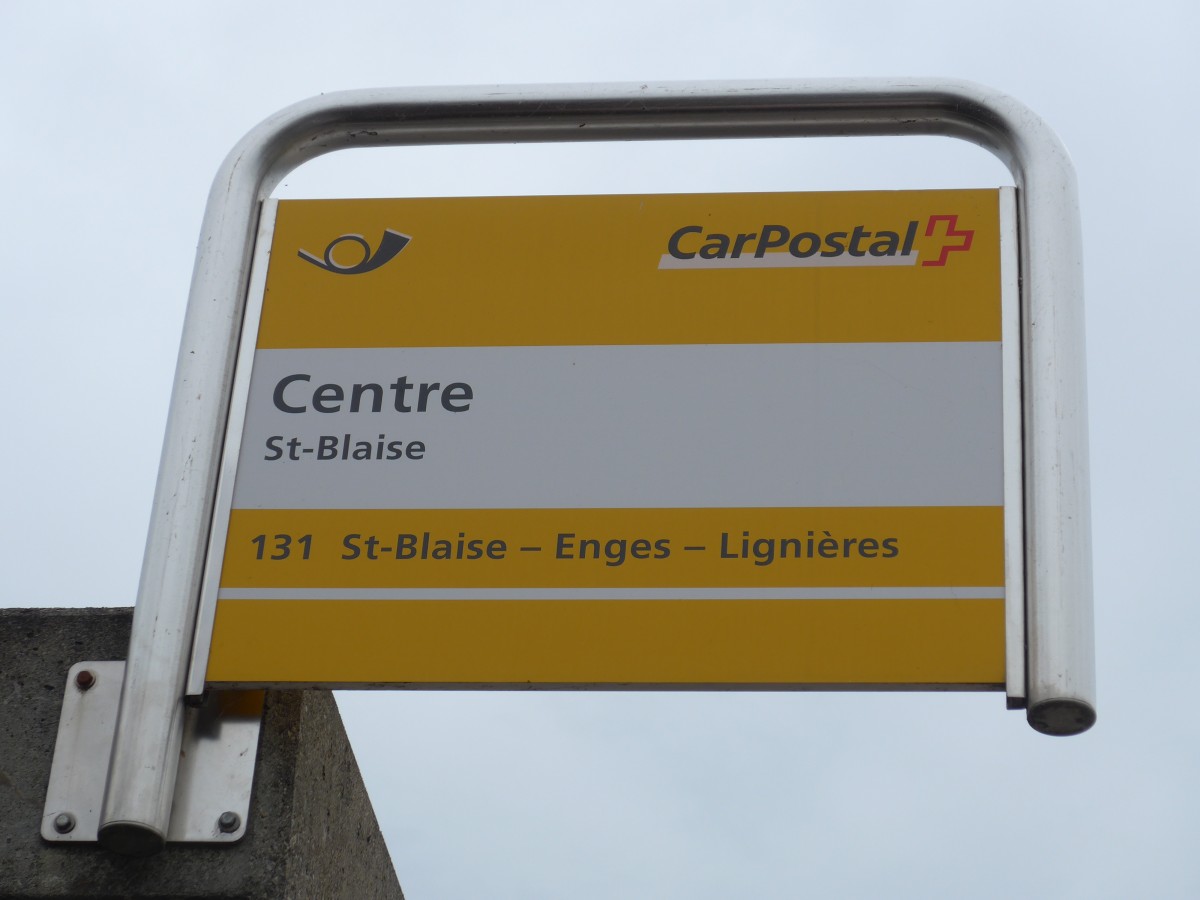 CarPostal
Centre
St-Blaise
131 St-Blaise – Enges – Lignières